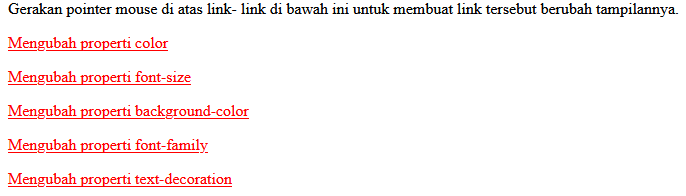 Gerakan pointer mouse di atas link- link di bawah ini untuk membuat link tersebut berubah tampilannya.
Mengubah properti color
Mengubah properti font-size
Mengubah properti background-color
Mengubah properti font-family
Mengubah properti text-decoration